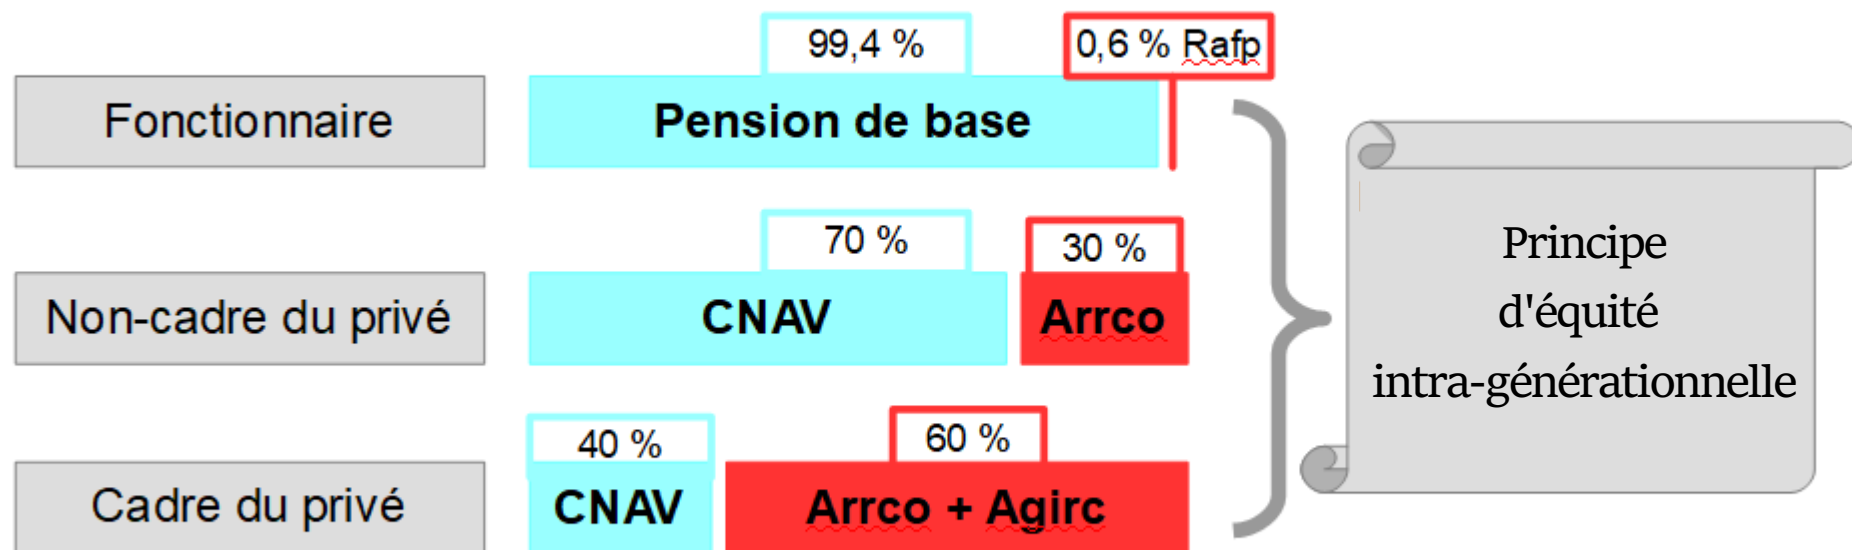 99,4 %
0,6 % Rafp
Fonctionnaire
Pension de base
70 %
30 %
Non-cadre du privé
CNAV
Arrco
40 %
60 %
Cadre du privé
CNAV
Arrco + Agirc
Principe
d'équité
intra-générationnelle